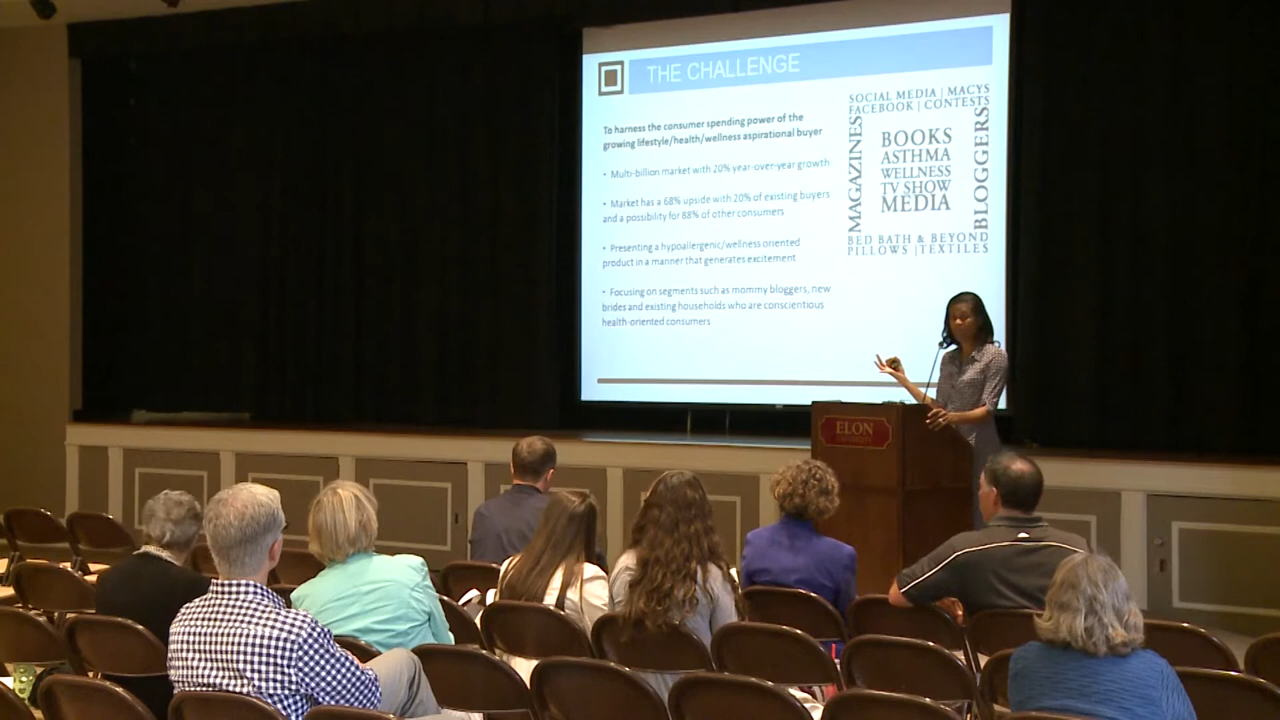 THE CHALLENGE
To harness the consumer spending power of the
growing lifestyle/health/wellness aspirational buyer
• Multi-billion market with 20% year-over-year growth
• Market has a 68% upside with 20% of existing buyers
and a possibility for 88% of other consumers
• Presenting a hypoallergenic/wellness oriented
product in a manner that generates excitement
• Focusing on segments such as mommy bloggers, new
brides and existing households who are conscientious
health-oriented consumers
SOCIAL MEDIA | MACYS
FACEBOOK | CONTESTS
MAGAZINES
BOOKS
ASTHMA
WELLNESS
TV SHOW
MEDIA
BLOGGERS
BED BATH & BEYOND
PILLOWS | TEXTILES
ELON
UNIVERSITY